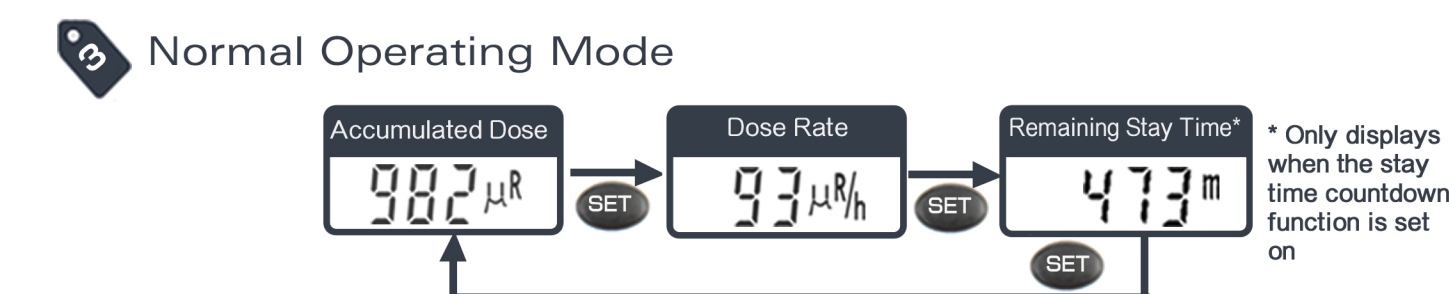 3 Normal Operating Mode
Accumulated Dose
982 μR
SET
Dose Rate
93 μR/h
SET
Remaining Stay Time*
473 m
SET
* Only displays
when the stay
time countdown
function is set
on